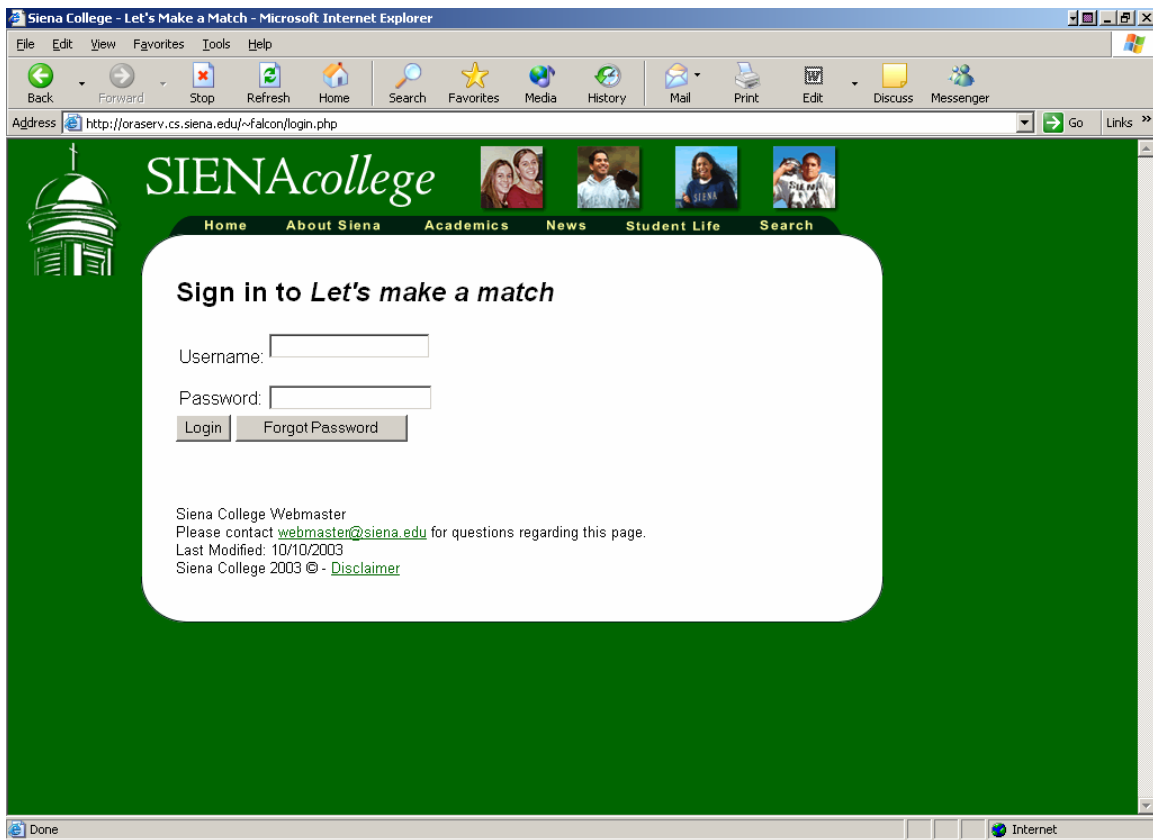 Siena College - Let's Make a Match - Microsoft Internet Explorer
File Edit View Favorites Tools Help
Back Forward Stop Refresh Home Search Favorites Media History Mail Print Edit Discuss Messenger
Address http://oraserv.cs.siena.edu/~falcon/login.php Go Links »
SIENAcollege
Home About Siena Academics News Student Life Search
Sign in to Let's make a match
Username:
Password:
Login Forgot Password
Siena College Webmaster
Please contact webmaster@siena.edu for questions regarding this page.
Last Modified: 10/10/2003
Siena College 2003 © - Disclaimer
Done Internet